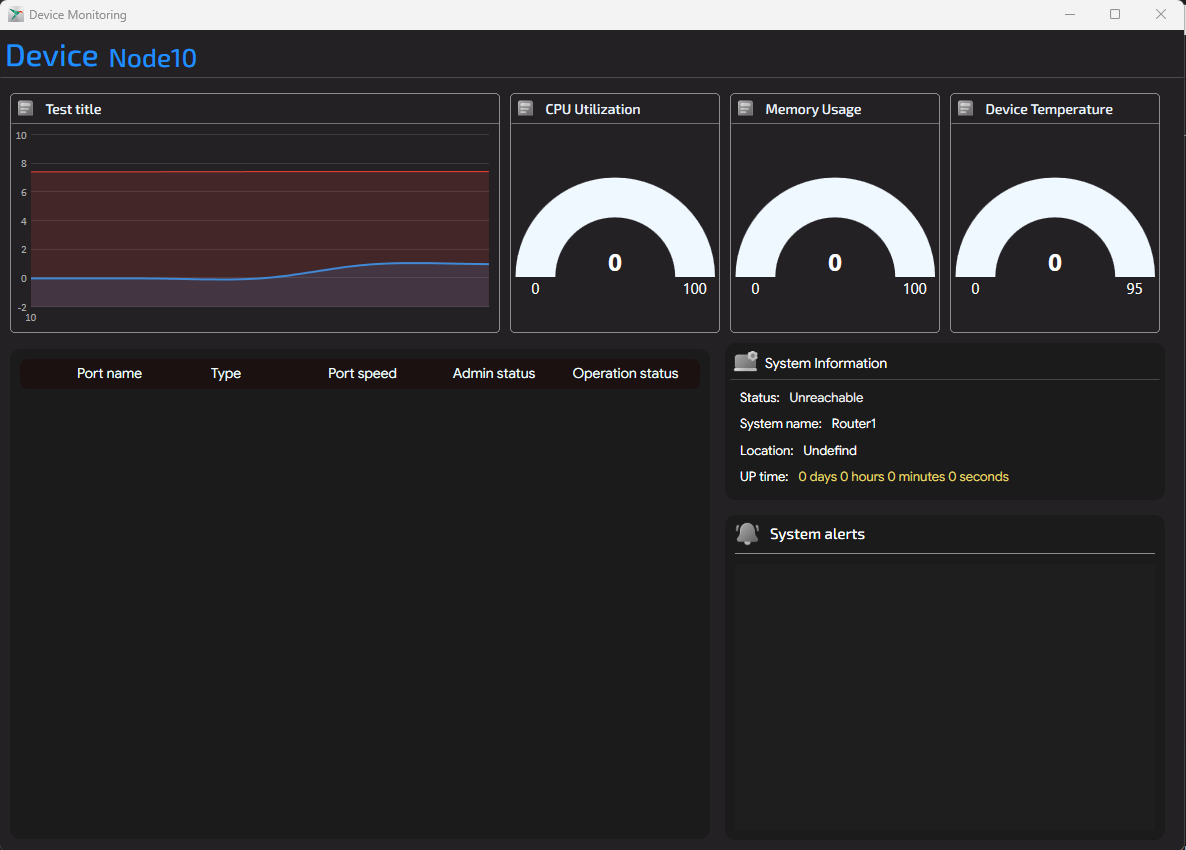 Device Monitoring
Device Node10
Test title
10
8
6
4
2
0
-2
10
CPU Utilization
0
0 100
Memory Usage
0
0 100
Device Temperature
0
0 95
Port name Type Port speed Admin status Operation status
System Information
Status: Unreachable
System name: Router1
Location: Undefind
UP time: 0 days 0 hours 0 minutes 0 seconds
System alerts